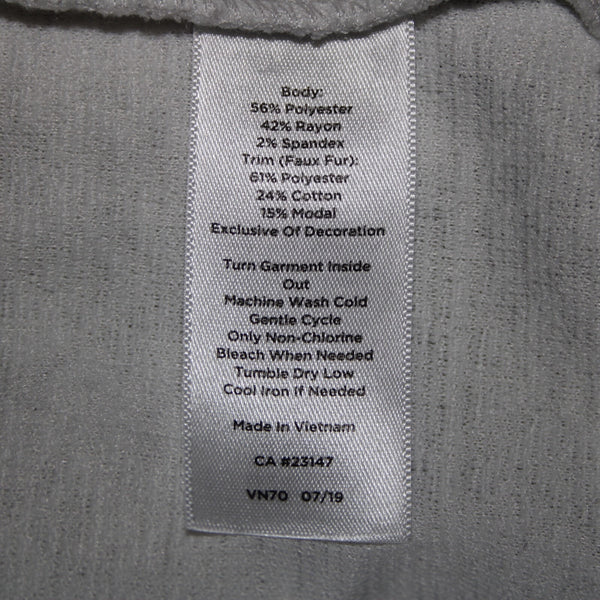 Body:
56% Polyester
42% Rayon
2% Spandex
Trim (Faux Fur):
61% Polyester
24% Cotton
15% Modal
Exclusive Of Decoration
Turn Garment Inside
Out
Machine Wash Cold
Gentle Cycle
Only Non-Chlorine
Bleach When Needed
Tumble Dry Low
Cool Iron If Needed
Made In Vietnam
CA #23147
VN70 07/19